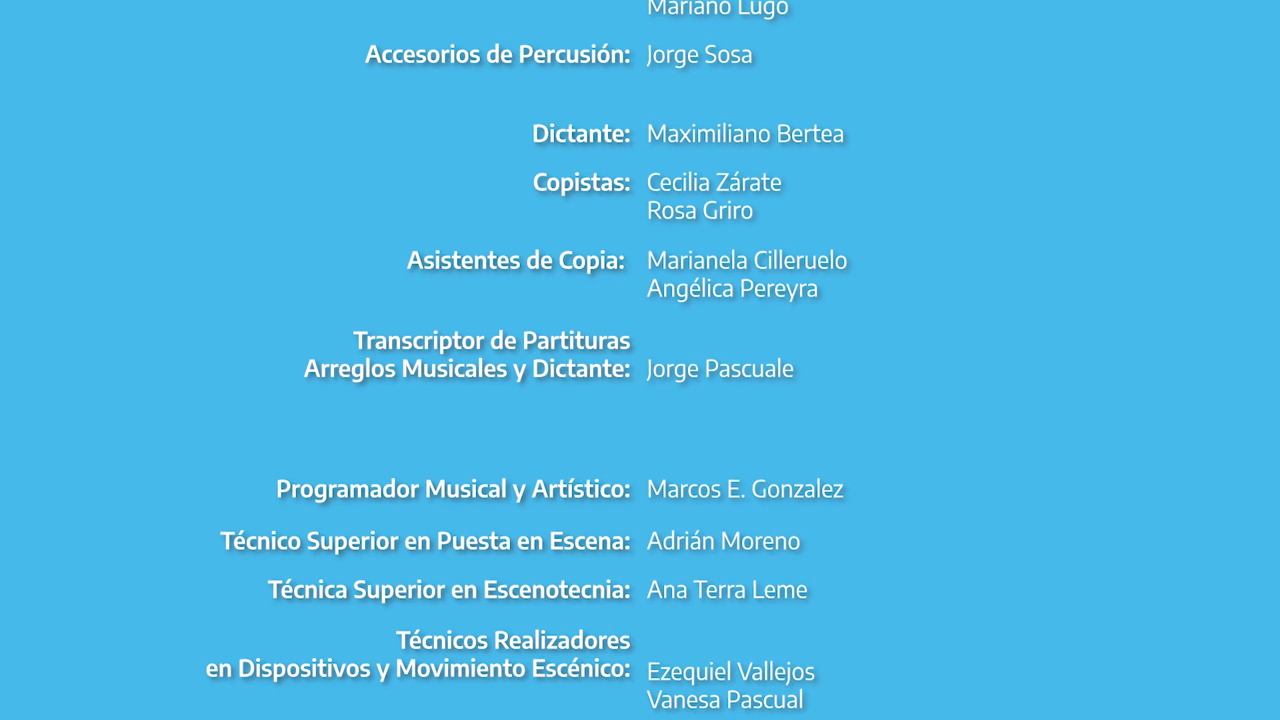 Mariano Lugo
Accesorios de Percusión: Jorge Sosa
Dictante: Maximiliano Bertea
Copistas: Cecilia Zárate
Rosa Griro
Asistentes de Copia: Marianela Cilleruelo
Angélica Pereyra
Transcriptor de Partituras
Arreglos Musicales y Dictante: Jorge Pascuale
Programador Musical y Artístico: Marcos E. Gonzalez
Técnico Superior en Puesta en Escena: Adrián Moreno
Técnica Superior en Escenotecnia: Ana Terra Leme
Técnicos Realizadores
en Dispositivos y Movimiento Escénico: Ezequiel Vallejos
Vanesa Pascual